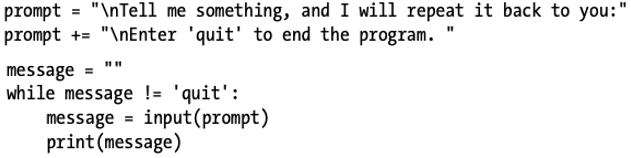 prompt = "\nTell me something, and I will repeat it back to you:"
prompt += "\nEnter 'quit' to end the program. "
message = ""
while message != 'quit':
    message = input(prompt)
    print(message)